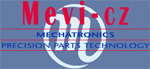 Mevi-cz
MECHATRONICS
PRECISION PARTS TECHNOLOGY